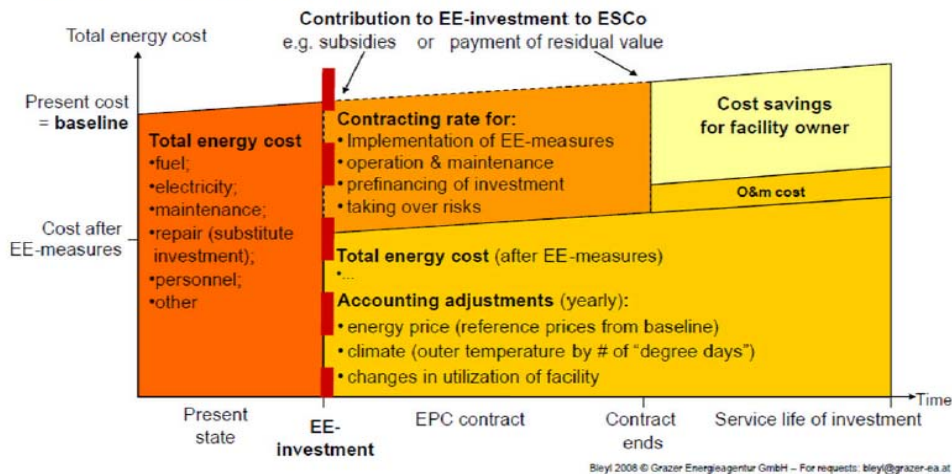 Contribution to EE-investment to ESCo
e.g. subsidies or payment of residual value
Total energy cost
Present cost
= baseline
Total energy cost
•fuel;
•electricity;
•maintenance;
•repair (substitute
investment);
•personnel;
•other
Contracting rate for:
•Implementation of EE-measures
•operation & maintenance
•prefinancing of investment
•taking over risks
Cost savings
for facility owner
O&m cost
Cost after
EE-measures
Total energy cost (after EE-measures)
•...
Accounting adjustments (yearly):
•energy price (reference prices from baseline)
•climate (outer temperature by # of "degree days")
•changes in utilization of facility
Time
Present
state
EE-
investment
EPC contract
Contract
ends
Service life of investment
Bleyl 2008 © Grazer Energieagentur GmbH – For requests: bleyl@grazer-ea.at